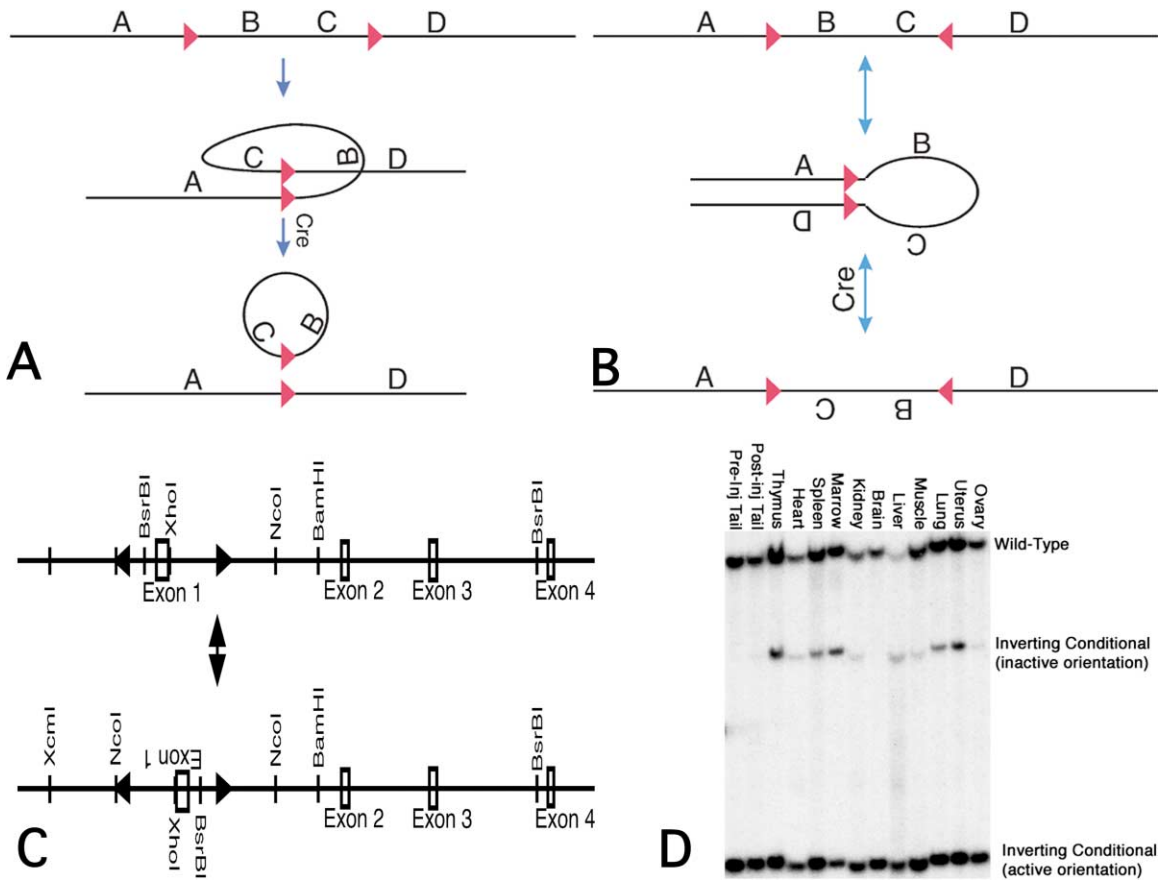 A B C D
C B D
A
Cre
C B
A D
A
A B C D
A B
D C
Cre
A D
C B
B
BsrBI XhoI NcoI BamHI BsrBI
Exon 1 Exon 2 Exon 3 Exon 4
XcmI NcoI Exon 1 NcoI BamHI BsrBI
XhoI BsrBI Exon 2 Exon 3 Exon 4
C
Pre-Inj Tail
Post-inj Tail
Thymus
Heart
Spleen
Marrow
Kidney
Brain
Liver
Muscle
Lung
Uterus
Ovary
Wild-Type
Inverting Conditional
(inactive orientation)
Inverting Conditional
(active orientation)
D